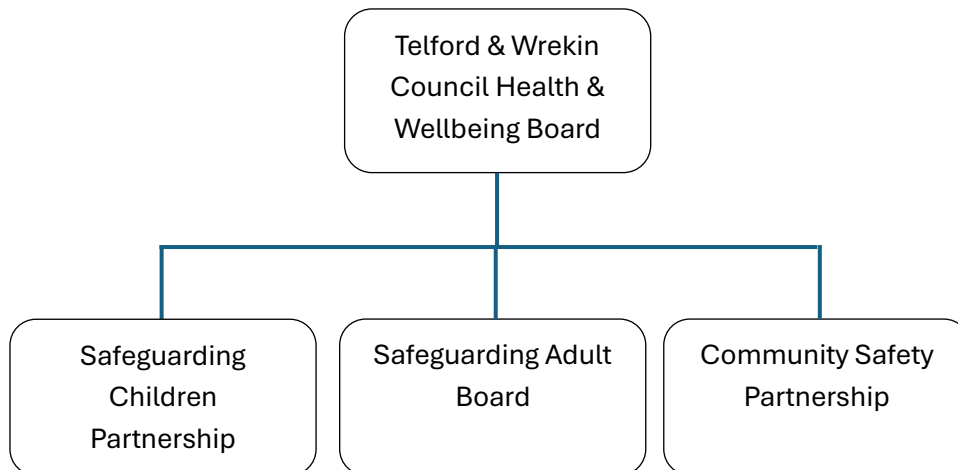 Telford & Wrekin
Council Health &
Wellbeing Board
Safeguarding
Children
Partnership
Safeguarding Adult
Board
Community Safety
Partnership